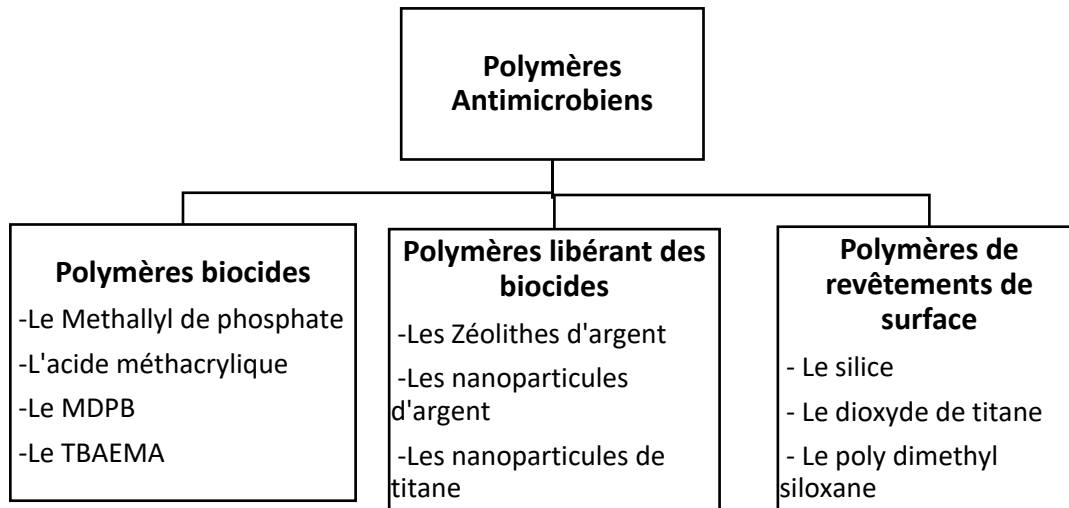 Polymères
Antimicrobiens
Polymères biocides
-Le Methallyl de phosphate
-L'acide méthacrylique
-Le MDPB
-Le TBAEMA
Polymères libérant des
biocides
-Les Zéolithes d'argent
-Les nanoparticules
d'argent
-Les nanoparticules de
titane
Polymères de
revêtements de
surface
- Le silice
- Le dioxyde de titane
- Le poly dimethyl
siloxane